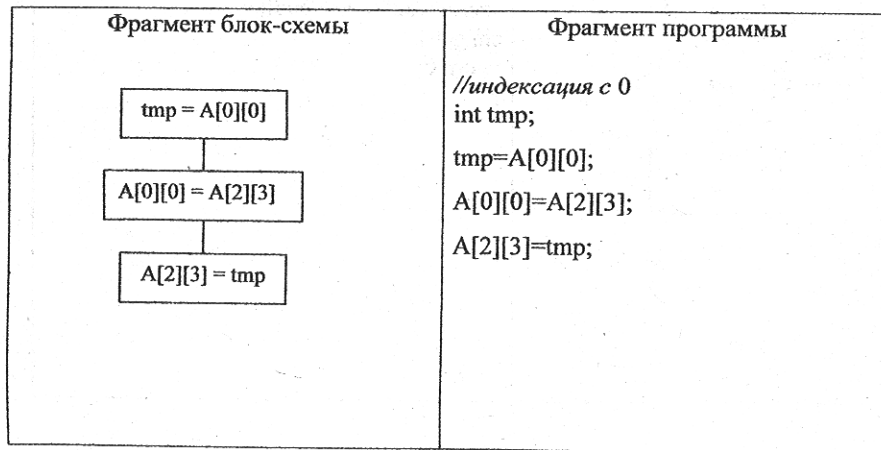 Фрагмент блок-схемы
tmp = A[0][0]
A[0][0] = A[2][3]
A[2][3] = tmp
Фрагмент программы
//индексация с 0
int tmp;
tmp=A[0][0];
A[0][0]=A[2][3];
A[2][3]=tmp;